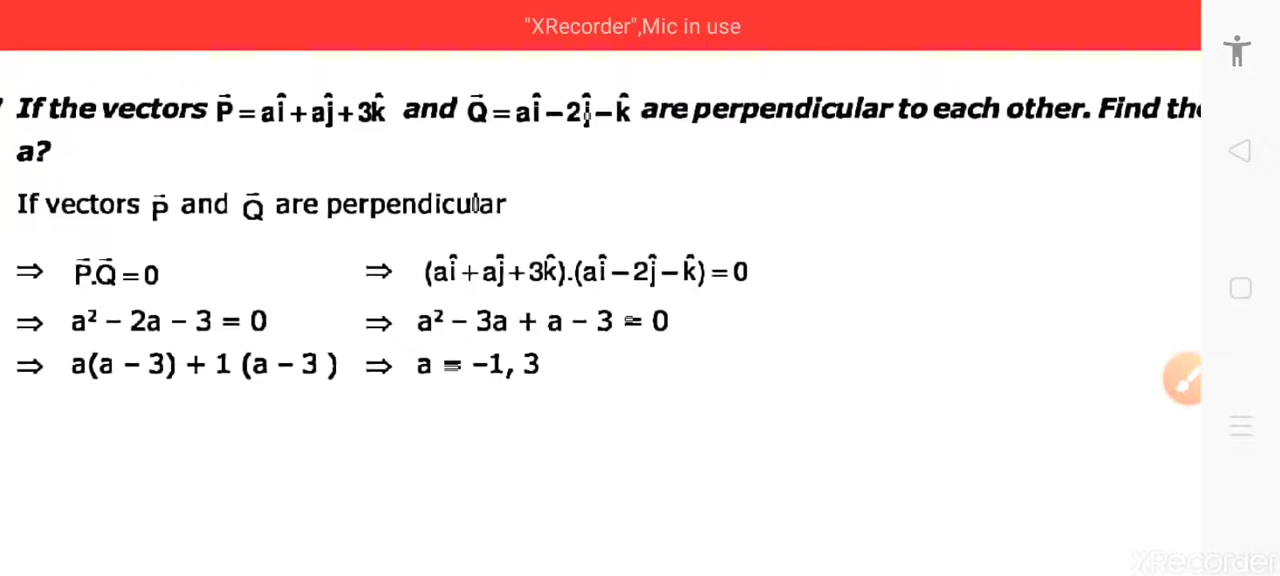 "XRecorder",Mic in use
If the vectors P⃗ = aî + aĵ + 3k̂ and Q⃗ = aî − 2ĵ − k̂ are perpendicular to each other. Find
a?
If vectors p⃗ and Q⃗ are perpendicular
⇒ P⃗.Q⃗ = 0 ⇒ (aî + aĵ + 3k̂).(aî − 2ĵ − k̂) = 0
⇒ a² − 2a − 3 = 0 ⇒ a² − 3a + a − 3 = 0
⇒ a(a − 3) + 1 (a − 3 ) ⇒ a = −1, 3
XRecorder